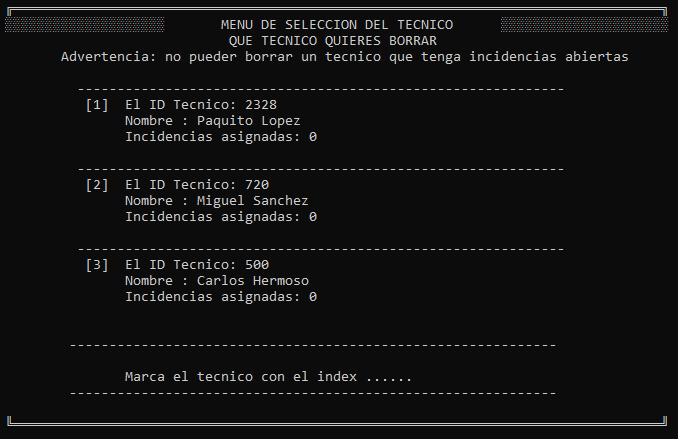 MENU DE SELECCION DEL TECNICO
QUE TECNICO QUIERES BORRAR
Advertencia: no pueder borrar un tecnico que tenga incidencias abiertas
-------------------------------------------------------------
[1]  El ID Tecnico: 2328
Nombre : Paquito Lopez
Incidencias asignadas: 0
-------------------------------------------------------------
[2]  El ID Tecnico: 720
Nombre : Miguel Sanchez
Incidencias asignadas: 0
-------------------------------------------------------------
[3]  El ID Tecnico: 500
Nombre : Carlos Hermoso
Incidencias asignadas: 0
-------------------------------------------------------------
Marca el tecnico con el index ......
-------------------------------------------------------------